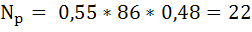 Nₚ = 0,55 * 86 * 0,48 = 22